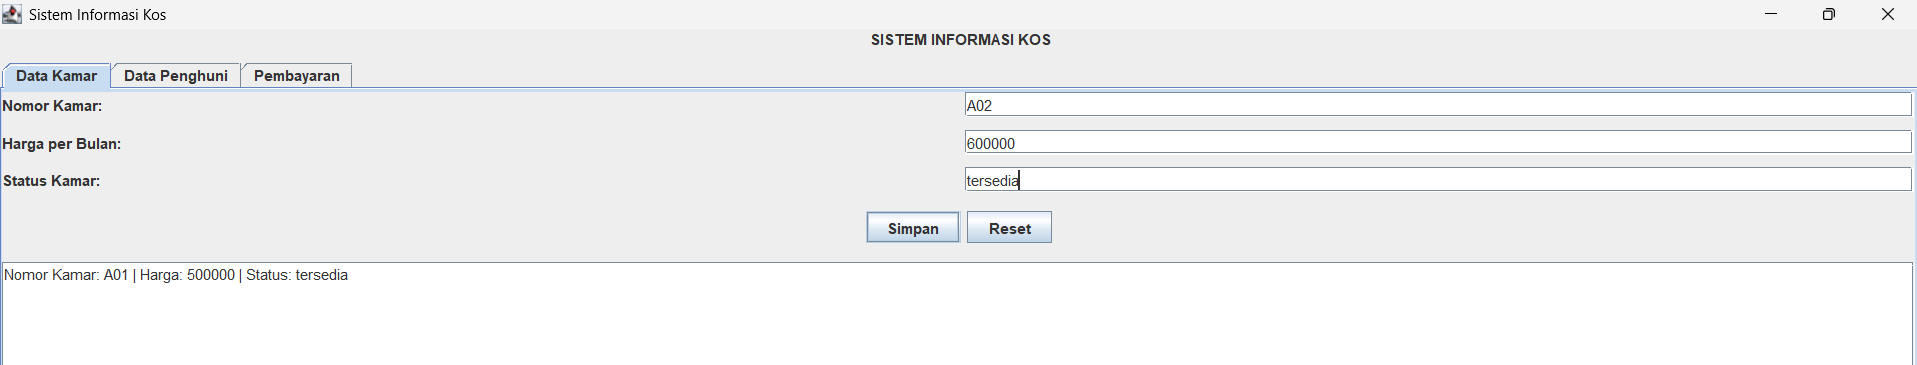 Sistem Informasi Kos
SISTEM INFORMASI KOS
Data Kamar Data Penghuni Pembayaran
Nomor Kamar: A02
Harga per Bulan: 600000
Status Kamar: tersedia
Simpan Reset
Nomor Kamar: A01 | Harga: 500000 | Status: tersedia